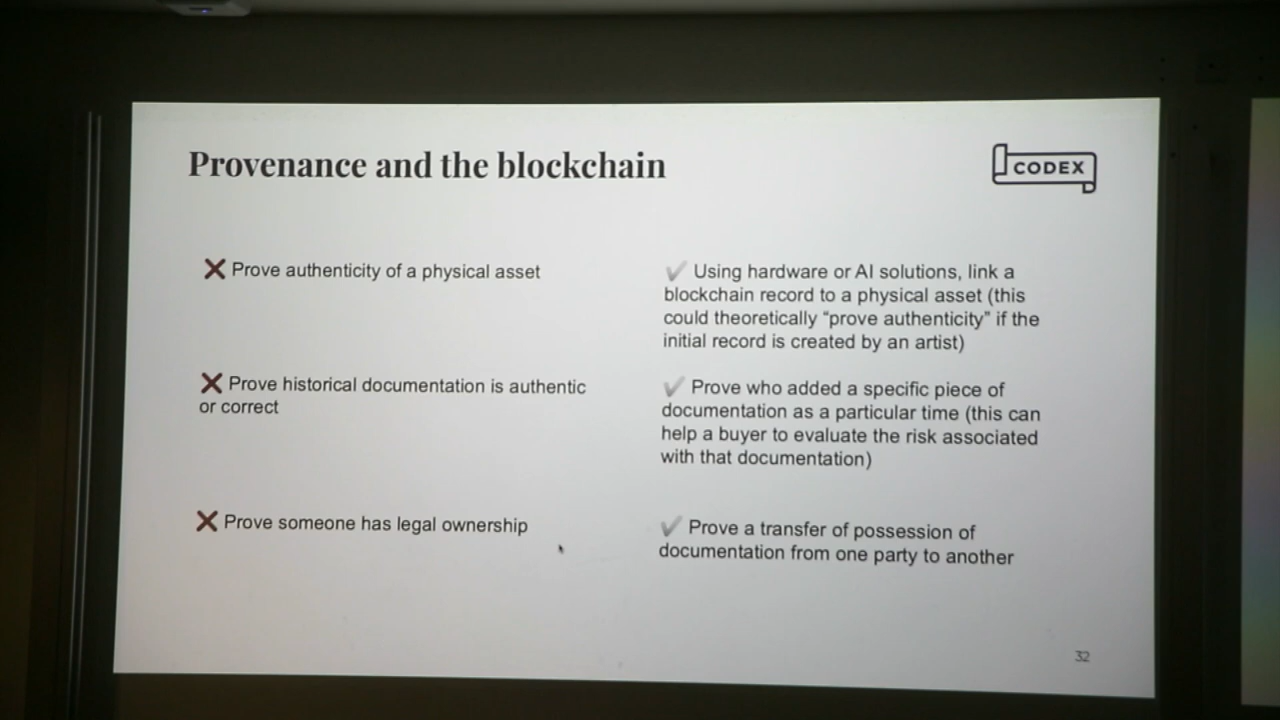 Provenance and the blockchain
CODEX
❌ Prove authenticity of a physical asset
✔ Using hardware or AI solutions, link a
blockchain record to a physical asset (this
could theoretically “prove authenticity” if the
initial record is created by an artist)
❌ Prove historical documentation is authentic
or correct
✔ Prove who added a specific piece of
documentation as a particular time (this can
help a buyer to evaluate the risk associated
with that documentation)
❌ Prove someone has legal ownership
✔ Prove a transfer of possession of
documentation from one party to another
32